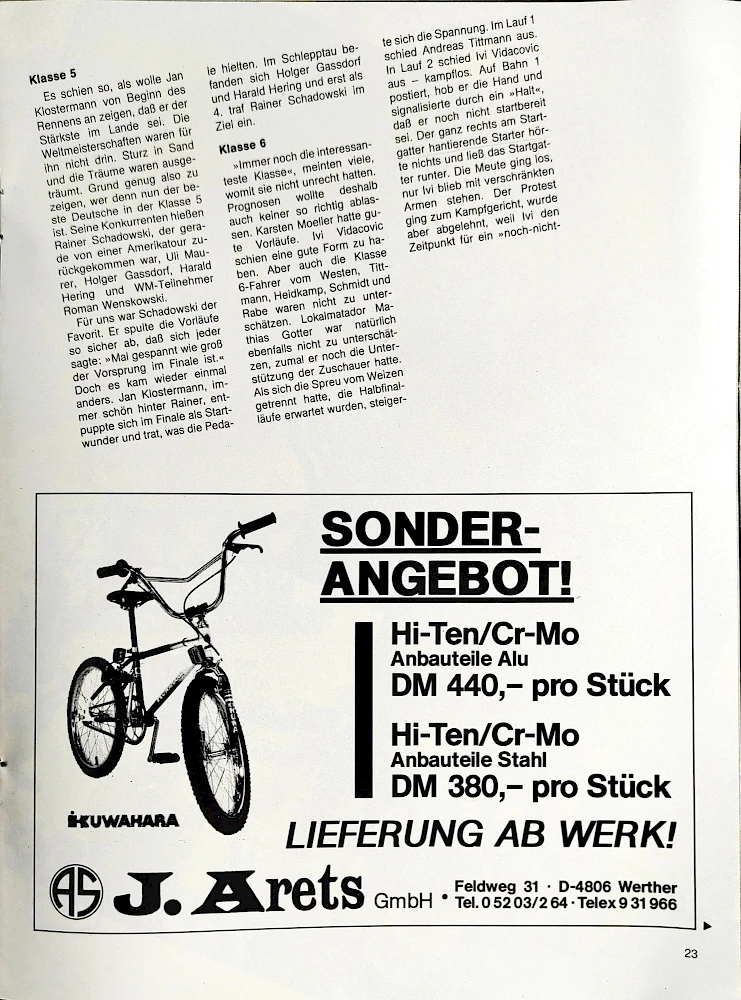 Klasse 5
Es schien so, als wolle Jan
Klostermann von Beginn des
Rennens an zeigen, daß er der
Stärkste im Lande sei. Die
Weltmeisterschaften waren für
ihn nicht drin. Sturz in Sand
und die Träume waren ausge-
träumt. Grund genug also zu
zeigen, wer denn nun der be-
ste Deutsche in der Klasse 5
ist. Seine Konkurrenten hießen
Rainer Schadowski, der gera-
de von einer Amerikatour zu-
rückgekommen war, Uli Mau-
rer, Holger Gassdorf, Harald
Hering und WM-Teilnehmer
Roman Wenskowski.
Für uns war Schadowski der
Favorit. Er spulte die Vorläufe
so sicher ab, daß sich jeder
sagte: »Mal gespannt wie groß
der Vorsprung im Finale ist.«
Doch es kam wieder einmal
anders. Jan Klostermann, im-
mer schön hinter Rainer, ent-
puppte sich im Finale als Start-
wunder und trat, was die Peda-
le hielten. Im Schlepptau be-
fanden sich Holger Gassdorf
und Harald Hering und erst als
4. traf Rainer Schadowski im
Ziel ein.
Klasse 6
»Immer noch die interessan-
teste Klasse«, meinten viele,
womit sie nicht unrecht hatten.
Prognosen wollte deshalb
auch keiner so richtig ablas-
sen. Karsten Moeller hatte gu-
te Vorläufe. Ivi Vidacovic
schien eine gute Form zu ha-
ben. Aber auch die Klasse
6-Fahrer vom Westen, Titt-
mann, Heidkamp, Schmidt und
Rabe waren nicht zu unter-
schätzen. Lokalmatador Ma-
thias Gotter war natürlich
ebenfalls nicht zu unterschät-
zen, zumal er noch die Unter-
stützung der Zuschauer hatte.
Als sich die Spreu vom Weizen
getrennt hatte, die Halbfinal-
läufe erwartet wurden, steiger-
te sich die Spannung. Im Lauf 1
schied Andreas Tittmann aus.
In Lauf 2 schied Ivi Vidacovic
aus – kampflos. Auf Bahn 1
postiert, hob er die Hand und
signalisierte durch ein »Halt«,
daß er noch nicht startbereit
sei. Der ganz rechts am Start-
gatter hantierende Starter hör-
te nichts und ließ das Startgat-
ter runter. Die Meute ging los,
nur Ivi blieb mit verschränkten
Armen stehen. Der Protest
ging zum Kampfgericht, wurde
aber abgelehnt, weil Ivi den
Zeitpunkt für ein »noch-nicht-
SONDER-
ANGEBOT!
Hi-Ten/Cr-Mo
Anbauteile Alu
DM 440,– pro Stück
Hi-Ten/Cr-Mo
Anbauteile Stahl
DM 380,– pro Stück
KUWAHARA
LIEFERUNG AB WERK!
AS J. Arets GmbH •
Feldweg 31 · D-4806 Werther
Tel. 0 52 03/2 64 · Telex 9 31 966
23